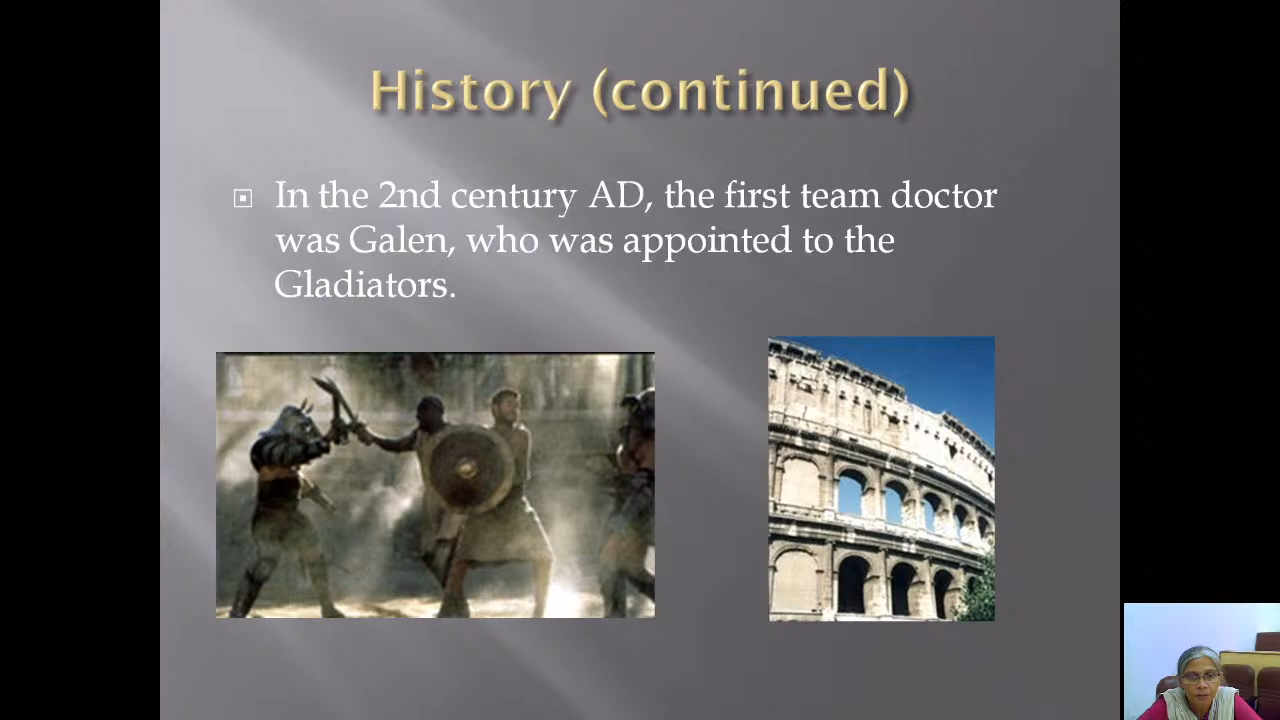 History (continued)
In the 2nd century AD, the first team doctor
was Galen, who was appointed to the
Gladiators.